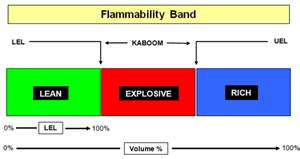 Flammability Band
LEL KABOOM UEL
LEAN EXPLOSIVE RICH
0% LEL 100%
0% Volume % 100%